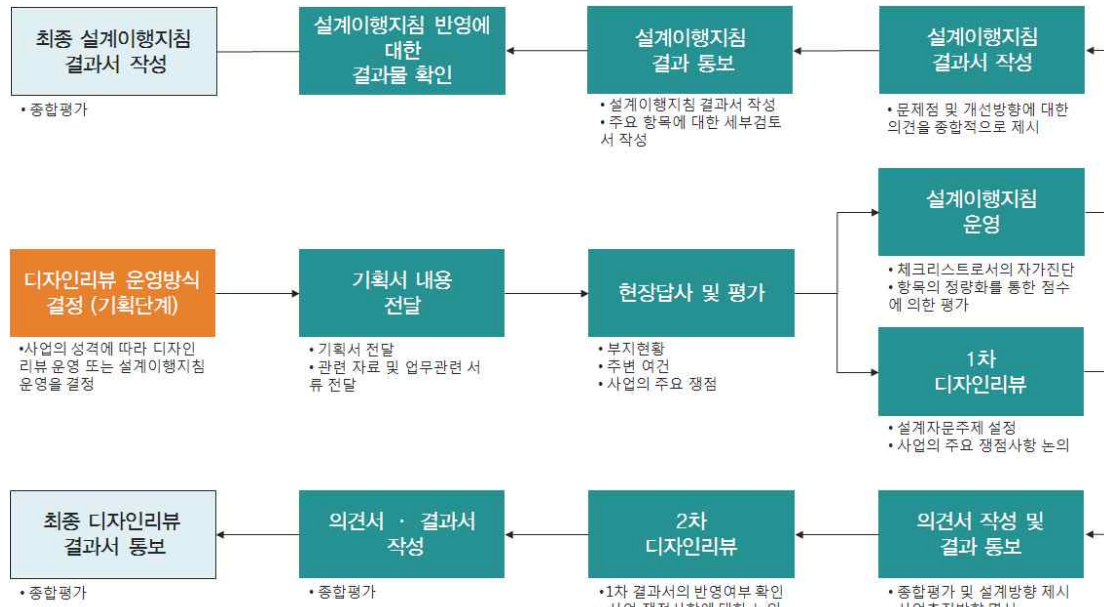 최종 설계이행지침
결과서 작성
• 종합평가
설계이행지침 반영에
대한
결과물 확인
설계이행지침
결과 통보
• 설계이행지침 결과서 작성
• 주요 항목에 대한 세부검토
서 작성
설계이행지침
결과서 작성
• 문제점 및 개선방향에 대한
의견을 종합적으로 제시
디자인리뷰 운영방식
결정 (기획단계)
•사업의 성격에 따라 디자인
리뷰 운영 또는 설계이행지침
운영을 결정
기획서 내용
전달
• 기획서 전달
• 관련 자료 및 업무관련 서
류 전달
현장답사 및 평가
• 부지현황
• 주변 여건
• 사업의 주요 쟁점
설계이행지침
운영
• 체크리스트로서의 자가진단
• 항목의 정량화를 통한 점수
에 의한 평가
1차
디자인리뷰
• 설계자문주제 설정
• 사업의 주요 쟁점사항 논의
최종 디자인리뷰
결과서 통보
• 종합평가
의견서 · 결과서
작성
• 종합평가
2차
디자인리뷰
•1차 결과서의 반영여부 확인
의견서 작성 및
결과 통보
• 종합평가 및 설계방향 제시